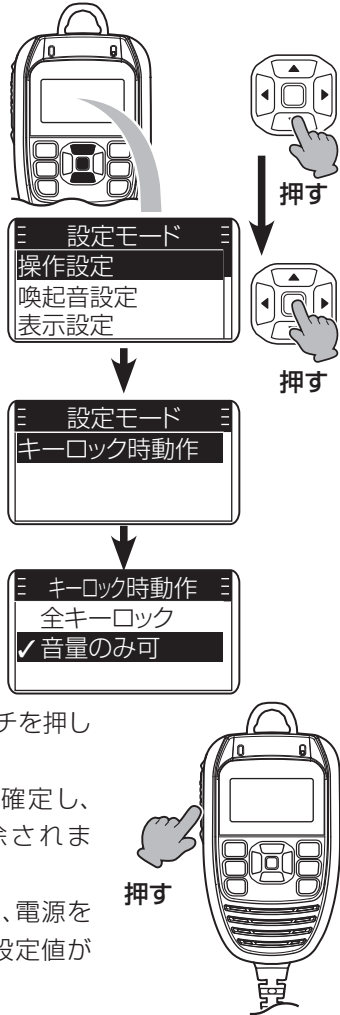 押す
設定モード
操作設定
喚起音設定
表示設定
押す
設定モード
キーロック時動作
キーロック時動作
全キーロック
✓音量のみ可
チを押し
確定し、
除されま
、電源を
設定値が
押す